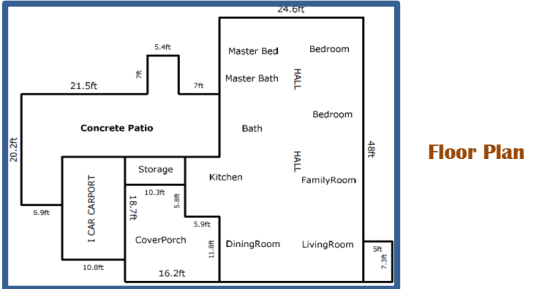 24.6ft
5.4ft
Master Bed
Bedroom
7ft
21.5ft
7ft
Master Bath
HALL
Concrete Patio
Bath
Bedroom
20.2ft
48ft
Floor Plan
HALL
Storage
Kitchen
FamilyRoom
I CAR CARPORT
10.3ft
5.8ft
18.7ft
6.9ft
5.9ft
CoverPorch
11.8ft
DiningRoom
LivingRoom
5ft
7.3ft
10.8ft
16.2ft